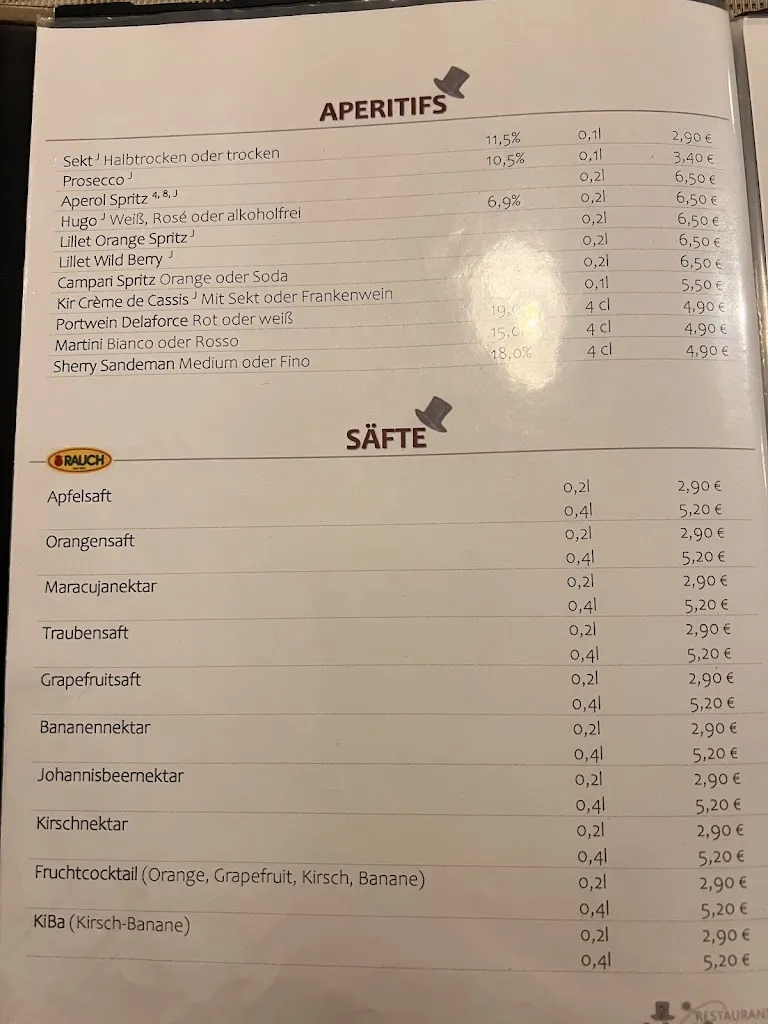 APERITIFS
Sekt ᴶ Halbtrocken oder trocken 11,5% 0,1l 2,90 €
Prosecco ᴶ 10,5% 0,1l 3,40 €
Aperol Spritz ⁴, ⁸, ᴶ 0,2l 6,50 €
Hugo ᴶ Weiß, Rosé oder alkoholfrei 6,9% 0,2l 6,50 €
Lillet Orange Spritz ᴶ 0,2l 6,50 €
Lillet Wild Berry ᴶ 0,2l 6,50 €
Campari Spritz Orange oder Soda 0,2l 6,50 €
Kir Crème de Cassis ᴶ Mit Sekt oder Frankenwein 0,1l 5,50 €
Portwein Delaforce Rot oder weiß 4 cl 4,90 €
Martini Bianco oder Rosso 15,0 4 cl 4,90 €
Sherry Sandeman Medium oder Fino 18,0% 4 cl 4,90 €
SÄFTE
RAUCH
Apfelsaft 0,2l 2,90 €
0,4l 5,20 €
Orangensaft 0,2l 2,90 €
0,4l 5,20 €
Maracujanektar 0,2l 2,90 €
0,4l 5,20 €
Traubensaft 0,2l 2,90 €
0,4l 5,20 €
Grapefruitsaft 0,2l 2,90 €
0,4l 5,20 €
Bananennektar 0,2l 2,90 €
0,4l 5,20 €
Johannisbeernektar 0,2l 2,90 €
0,4l 5,20 €
Kirschnektar 0,2l 2,90 €
0,4l 5,20 €
Fruchtcocktail (Orange, Grapefruit, Kirsch, Banane) 0,2l 2,90 €
0,4l 5,20 €
KiBa (Kirsch-Banane) 0,2l 2,90 €
0,4l 5,20 €
RESTAURANT